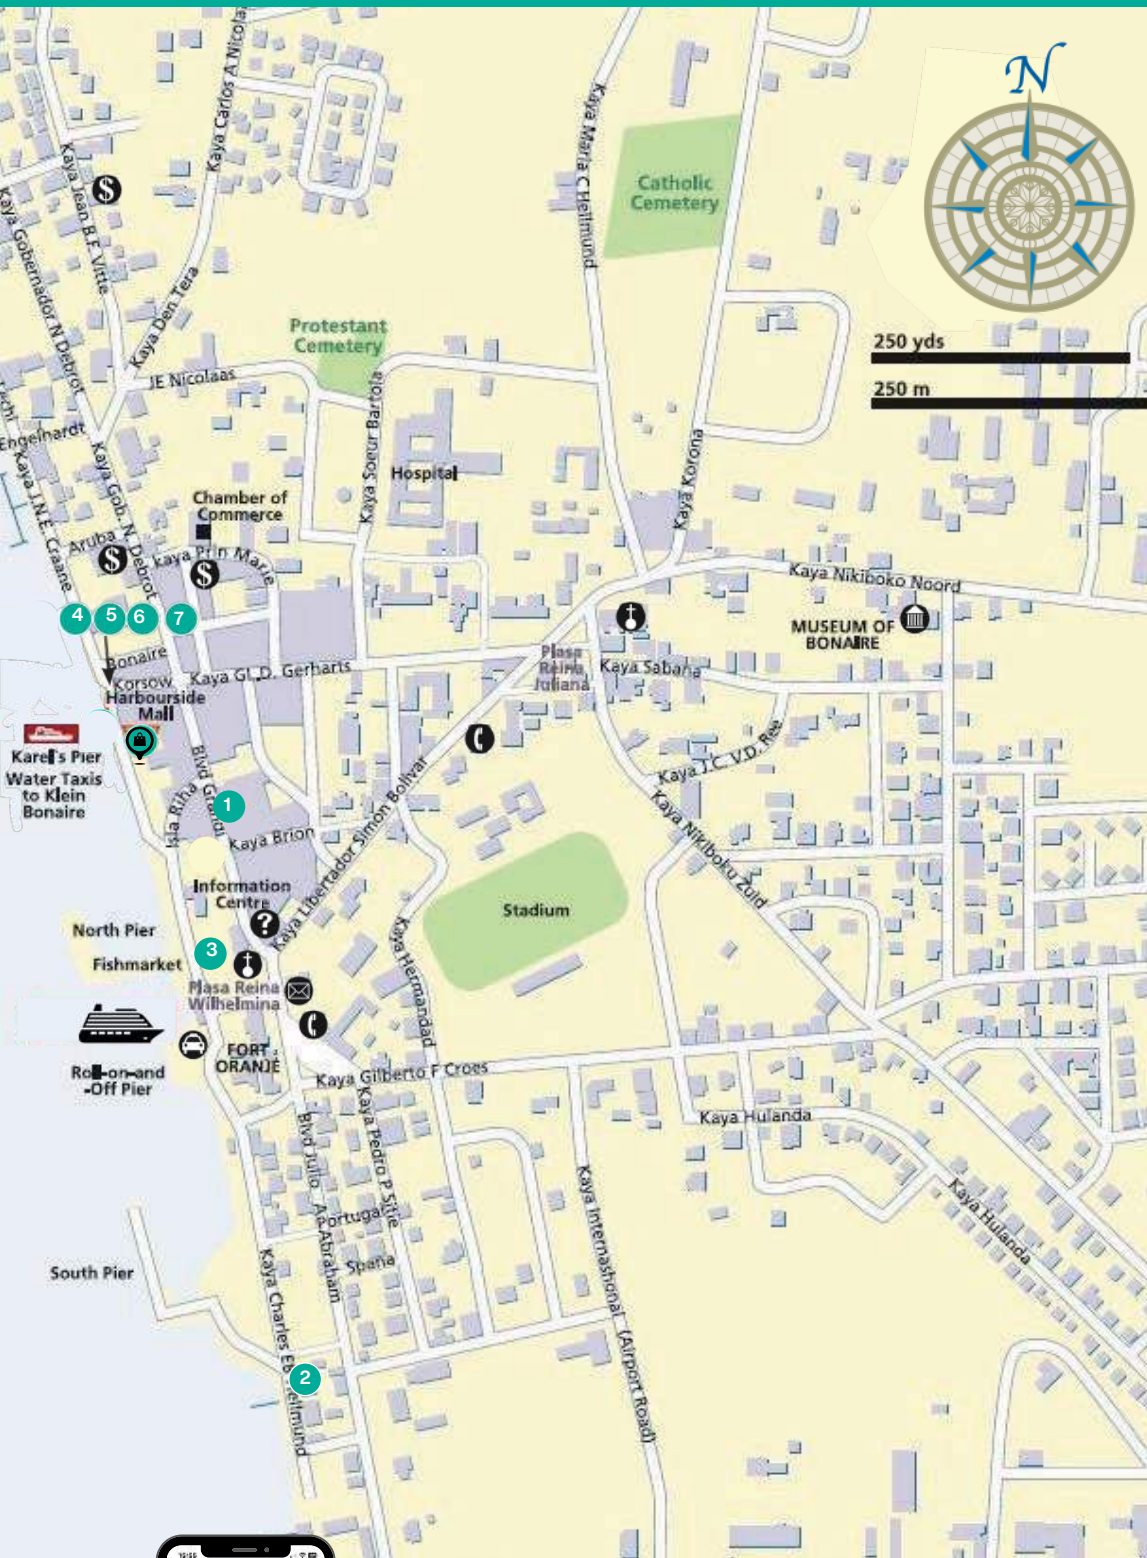 N
Kaya Carlos A Nicolaas
Kaya Maria C Hellmund
Kaya Jean B.F. Vitte
$
Catholic
Cemetery
Kaya Gobernador N Debrot
Kaya Den Tera
Protestant
Cemetery
250 yds
250 m
JE Nicolaas
Kaya Soeur Bartola
Engelhardt
Kaya J.N.E. Craane
Kaya Gob. N. Debrot
Hospital
Kaya Korona
Chamber of
Commerce
Aruba
$
Kaya Prin Marie
$
Kaya Nikiboko Noord
4
5
6
7
MUSEUM OF
BONAIRE
Bonaire
Korsow
Kaya GL.D. Gerharts
Plasa
Reina
Juliana
Kaya Sabana
Harbourside
Mall
Karel's Pier
Water Taxis
to Klein
Bonaire
Blvd Grandi
Isla Riha
1
Kaya Brion
Kaya Libertador Simon Bolivar
Kaya J.C. V.D. Ree
Kaya Nikiboku Zuid
Information
Centre
?
Stadium
North Pier
Fishmarket
3
Kaya Hermandad
Plasa Reina
Wilhelmina
FORT
ORANJE
Roll-on-and
-Off Pier
Kaya Gilberto F Croes
Kaya Hulanda
Blvd Julio A Abraham
Kaya Pedro P Sille
Portugal
Spana
Kaya Internashonal (Airport Road)
Kaya Hulanda
South Pier
Kaya Charles EB Hellmund
2
15:55